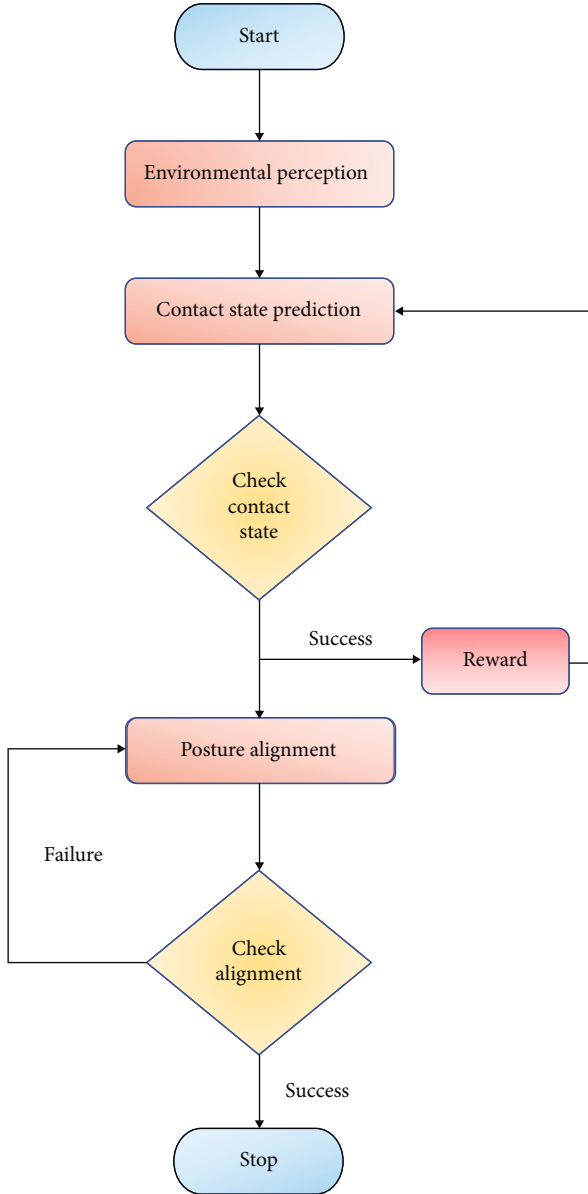 Start
Environmental perception
Contact state prediction
Check
contact
state
Success
Reward
Posture alignment
Failure
Check
alignment
Success
Stop